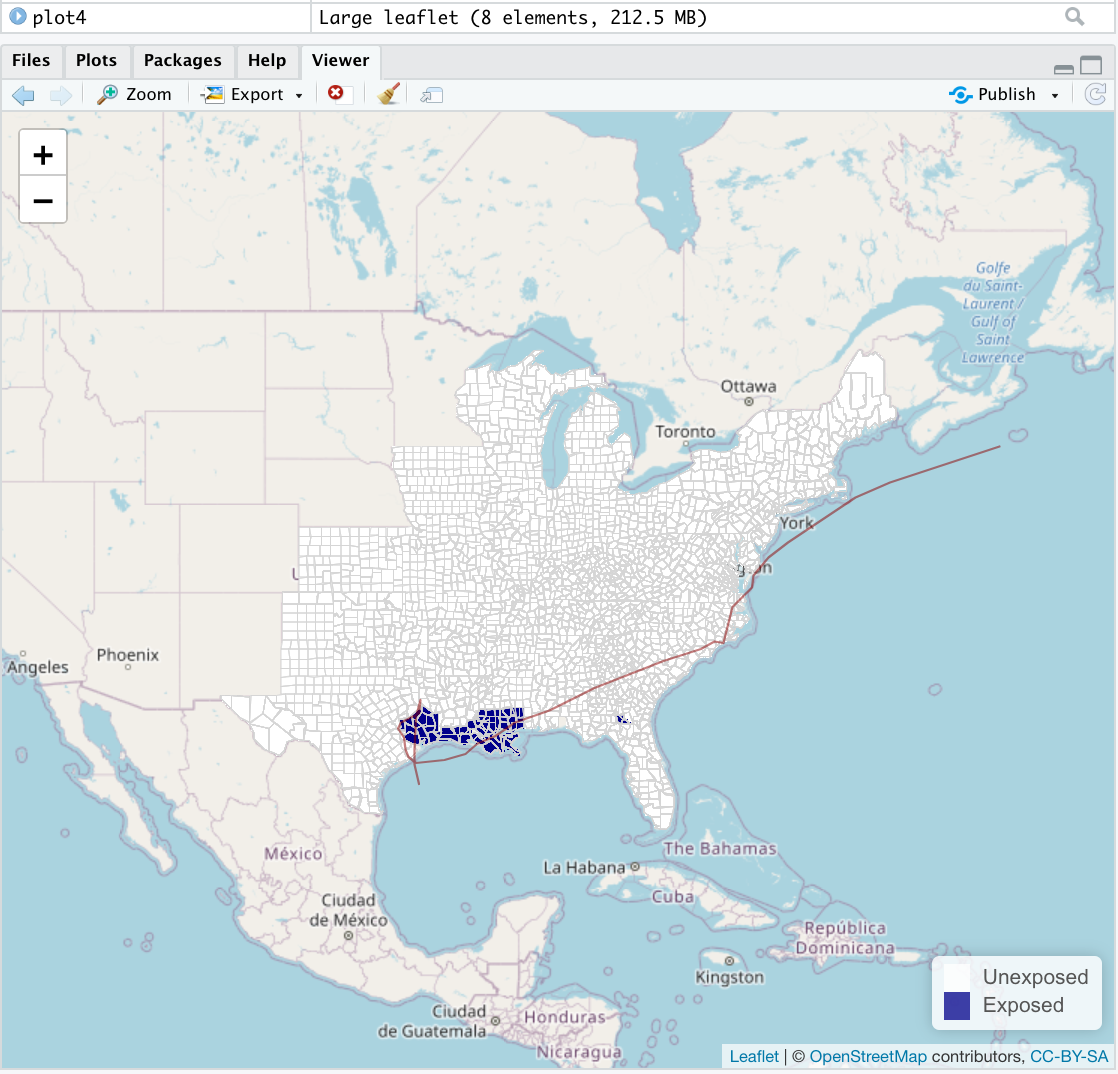 plot4
Large leaflet (8 elements, 212.5 MB)
Files
Plots
Packages
Help
Viewer
Zoom
Export
Publish
+
−
Golfe
du Saint-
Laurent /
Gulf of
Saint
Lawrence
Ottawa
Toronto
York
Phoenix
Angeles
México
Ciudad
de México
La Habana
The Bahamas
Cuba
República
Dominicana
Kingston
Ciudad
de Guatemala
Honduras
Nicaragua
Unexposed
Exposed
Leaflet | © OpenStreetMap contributors, CC-BY-SA